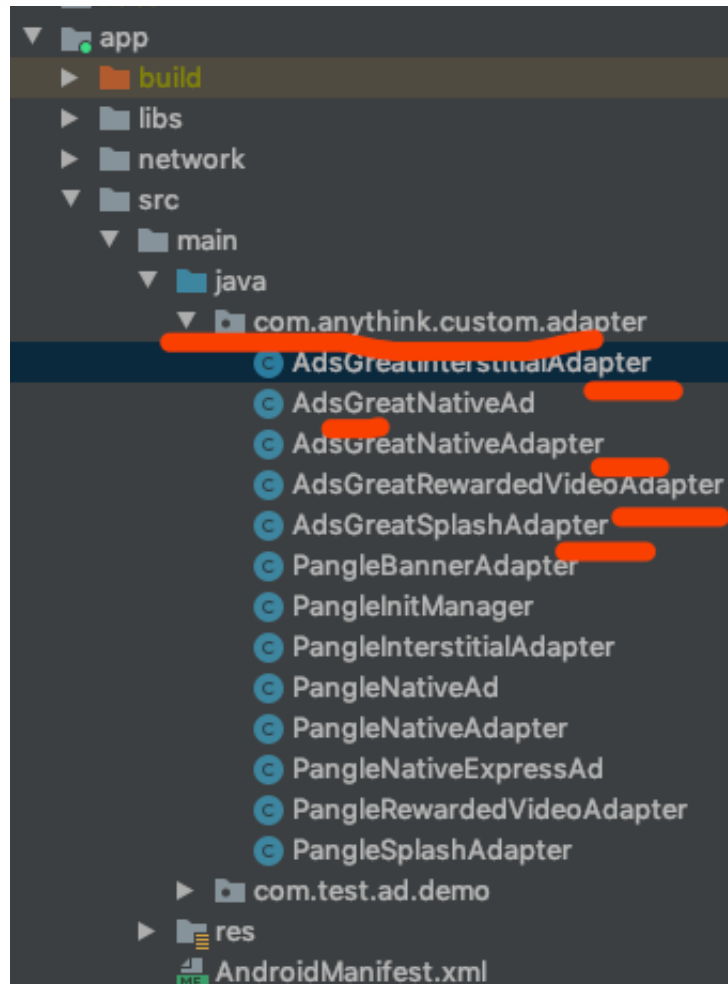 app
build
libs
network
src
main
java
com.anythink.custom.adapter
AdsGreatInterstitialAdapter
AdsGreatNativeAd
AdsGreatNativeAdapter
AdsGreatRewardedVideoAdapter
AdsGreatSplashAdapter
PangleBannerAdapter
PangleInitManager
PangleInterstitialAdapter
PangleNativeAd
PangleNativeAdapter
PangleNativeExpressAd
PangleRewardedVideoAdapter
PangleSplashAdapter
com.test.ad.demo
res
AndroidManifest.xml